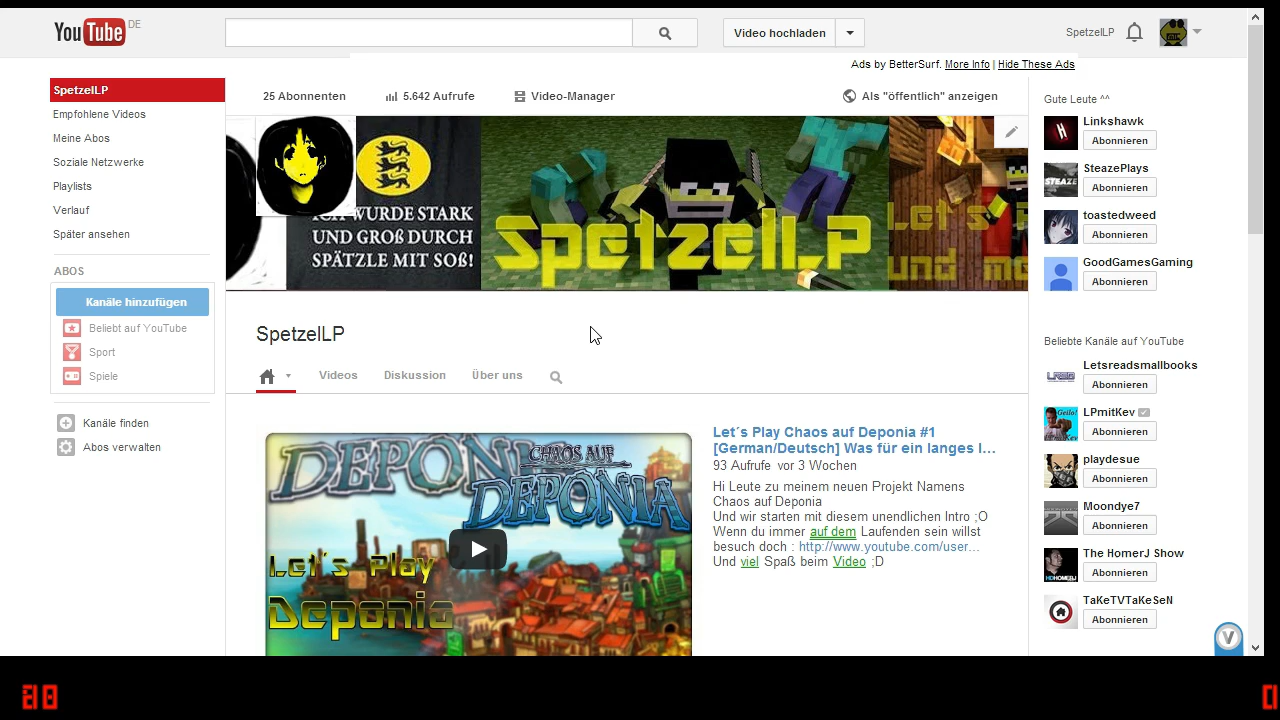 YouTube DE
Video hochladen
SpetzelLP
Ads by BetterSurf. More Info | Hide These Ads
SpetzelLP
Empfohlene Videos
Meine Abos
Soziale Netzwerke
Playlists
Verlauf
Später ansehen
ABOS
Kanäle hinzufügen
Beliebt auf YouTube
Sport
Spiele
Kanäle finden
Abos verwalten
25 Abonnenten
5.642 Aufrufe
Video-Manager
Als "öffentlich" anzeigen
ICH WURDE STARK
UND GROß DURCH
SPÄTZLE MIT SOß!
SpetzelLP
Let's
und
SpetzelLP
Videos
Diskussion
Über uns
DEPONIA
CHAOS AUF
DEPONIA
Let's Play
Deponia
Let´s Play Chaos auf Deponia #1
[German/Deutsch] Was für ein langes I...
93 Aufrufe vor 3 Wochen
Hi Leute zu meinem neuen Projekt Namens
Chaos auf Deponia
Und wir starten mit diesem unendlichen Intro ;O
Wenn du immer auf dem Laufenden sein willst
besuch doch : http://www.youtube.com/user...
Und viel Spaß beim Video ;D
Gute Leute ^^
Linkshawk
Abonnieren
SteazePlays
Abonnieren
toastedweed
Abonnieren
GoodGamesGaming
Abonnieren
Beliebte Kanäle auf YouTube
Letsreadsmallbooks
Abonnieren
LPmitKev
Abonnieren
playdesue
Abonnieren
Moondye7
Abonnieren
The HomerJ Show
Abonnieren
TaKeTVTaKeSeN
Abonnieren